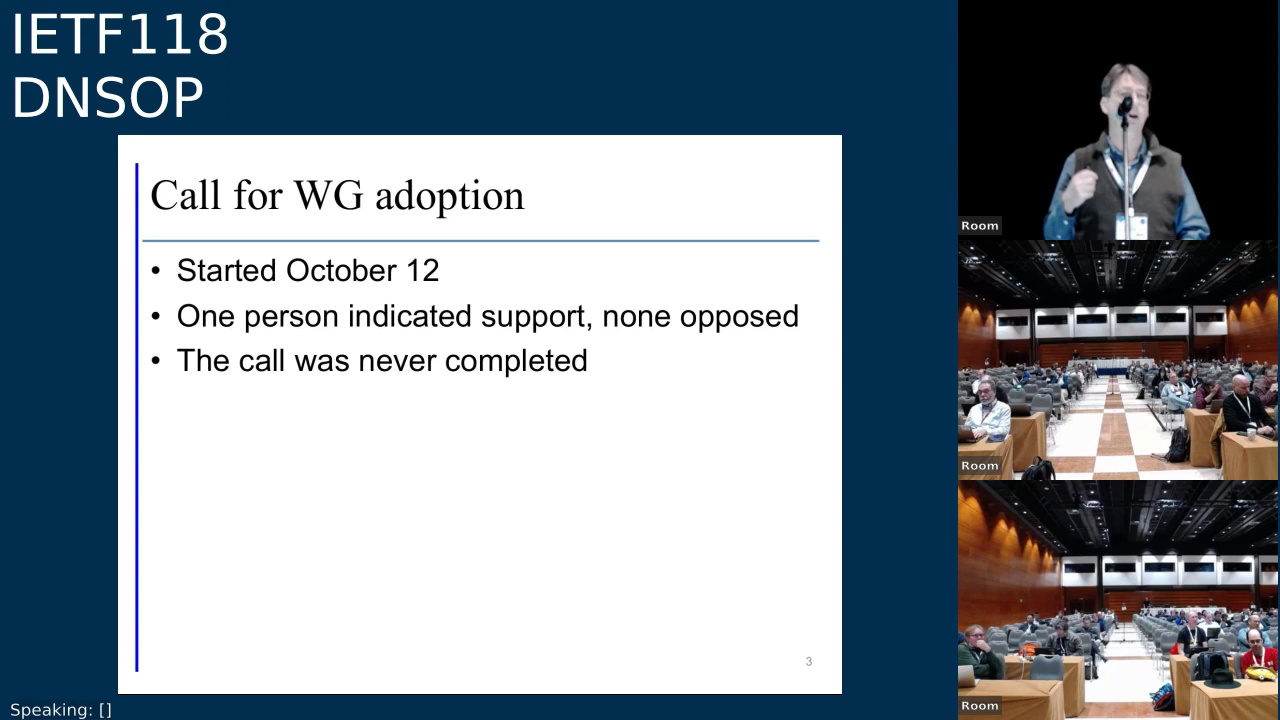 IETF118
DNSOP
Call for WG adoption
• Started October 12
• One person indicated support, none opposed
• The call was never completed
3
Speaking: []
Room
Room
Room